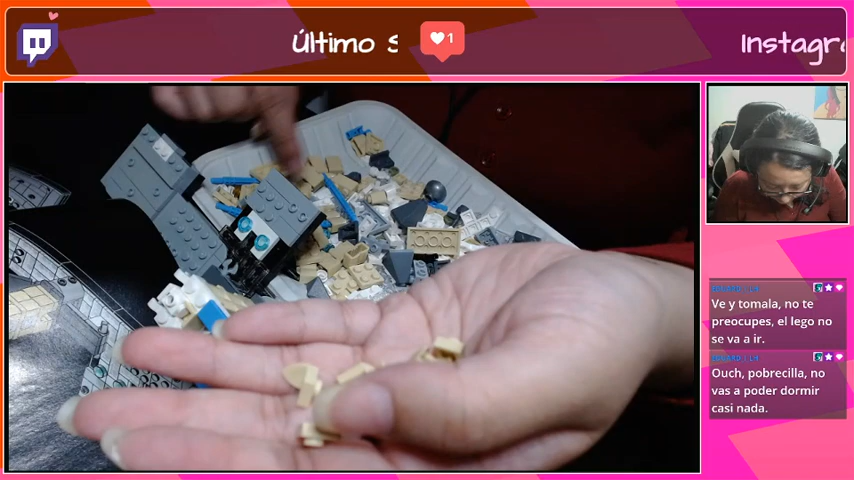 Último
1
Instagra
Ve y tomala, no te
preocupes, el lego no
se va a ir.
Ouch, pobrecilla, no
vas a poder dormir
casi nada.